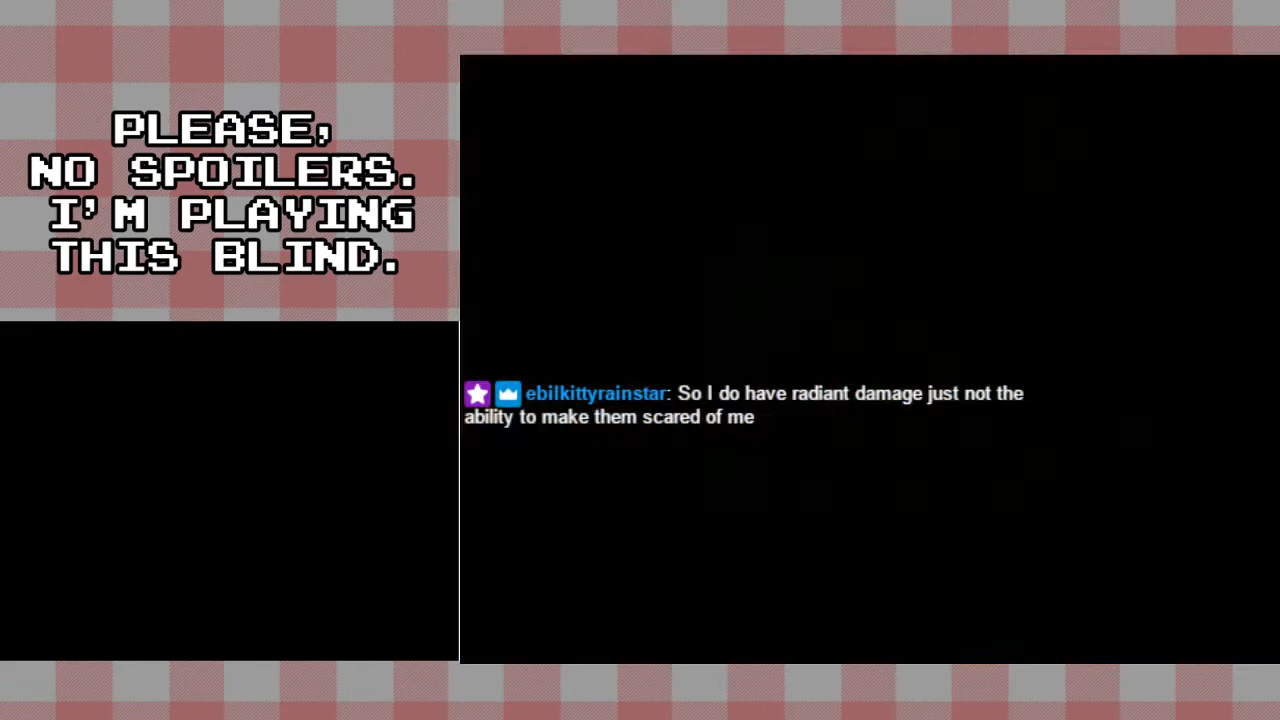 PLEASE,
NO SPOILERS.
I'M PLAYING
THIS BLIND.
ebilkittyrainstar: So I do have radiant damage just not the
ability to make them scared of me